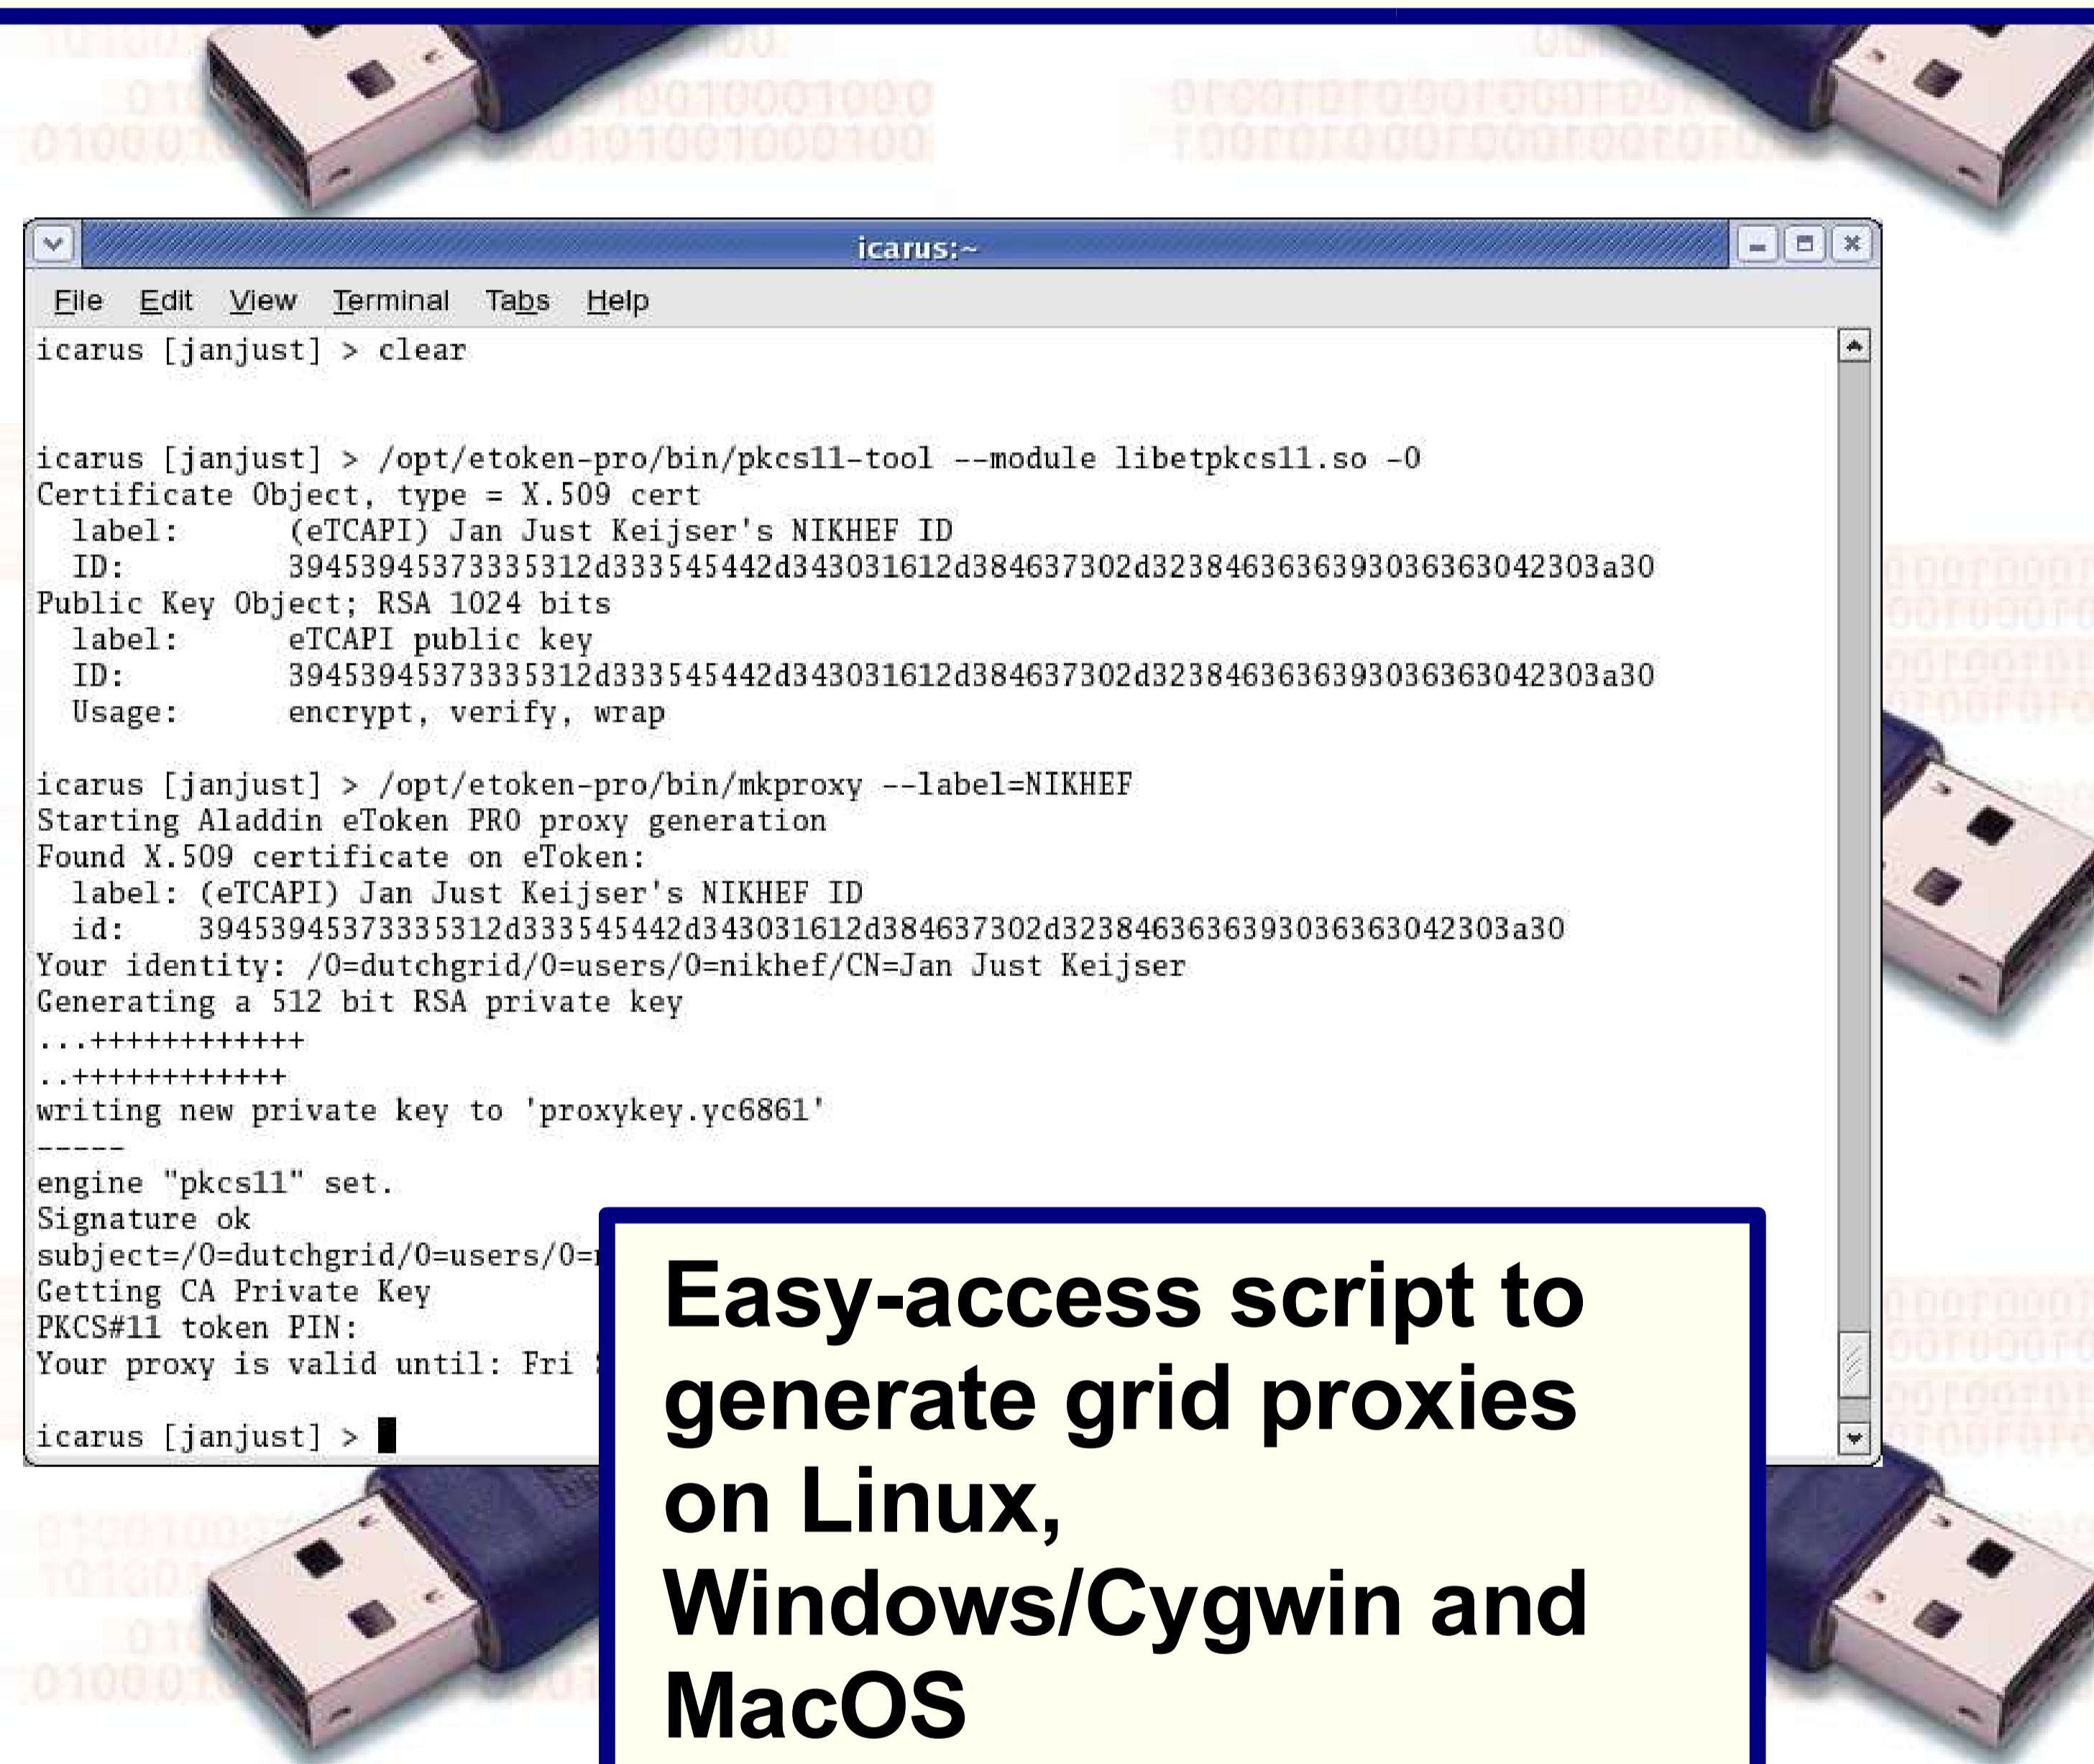 icarus:~
File Edit View Terminal Tabs Help
icarus [janjust] > clear
icarus [janjust] > /opt/etoken-pro/bin/pkcs11-tool --module libetpkcs11.so -O
Certificate Object, type = X.509 cert
label: (eTCAPI) Jan Just Keijser's NIKHEF ID
ID: 39453945373335312d333545442d343031612d384637302d3238463636393036363042303a30
Public Key Object; RSA 1024 bits
label: eTCAPI public key
ID: 39453945373335312d333545442d343031612d384637302d3238463636393036363042303a30
Usage: encrypt, verify, wrap
icarus [janjust] > /opt/etoken-pro/bin/mkproxy --label=NIKHEF
Starting Aladdin eToken PRO proxy generation
Found X.509 certificate on eToken:
label: (eTCAPI) Jan Just Keijser's NIKHEF ID
id: 39453945373335312d333545442d343031612d384637302d3238463636393036363042303a30
Your identity: /O=dutchgrid/O=users/O=nikhef/CN=Jan Just Keijser
Generating a 512 bit RSA private key
...++++++++++++
..++++++++++++
writing new private key to 'proxykey.yc6861'
-----
engine "pkcs11" set.
Signature ok
subject=/O=dutchgrid/O=users/O=
Getting CA Private Key
PKCS#11 token PIN:
Your proxy is valid until: Fri
icarus [janjust] >
Easy-access script to
generate grid proxies
on Linux,
Windows/Cygwin and
MacOS